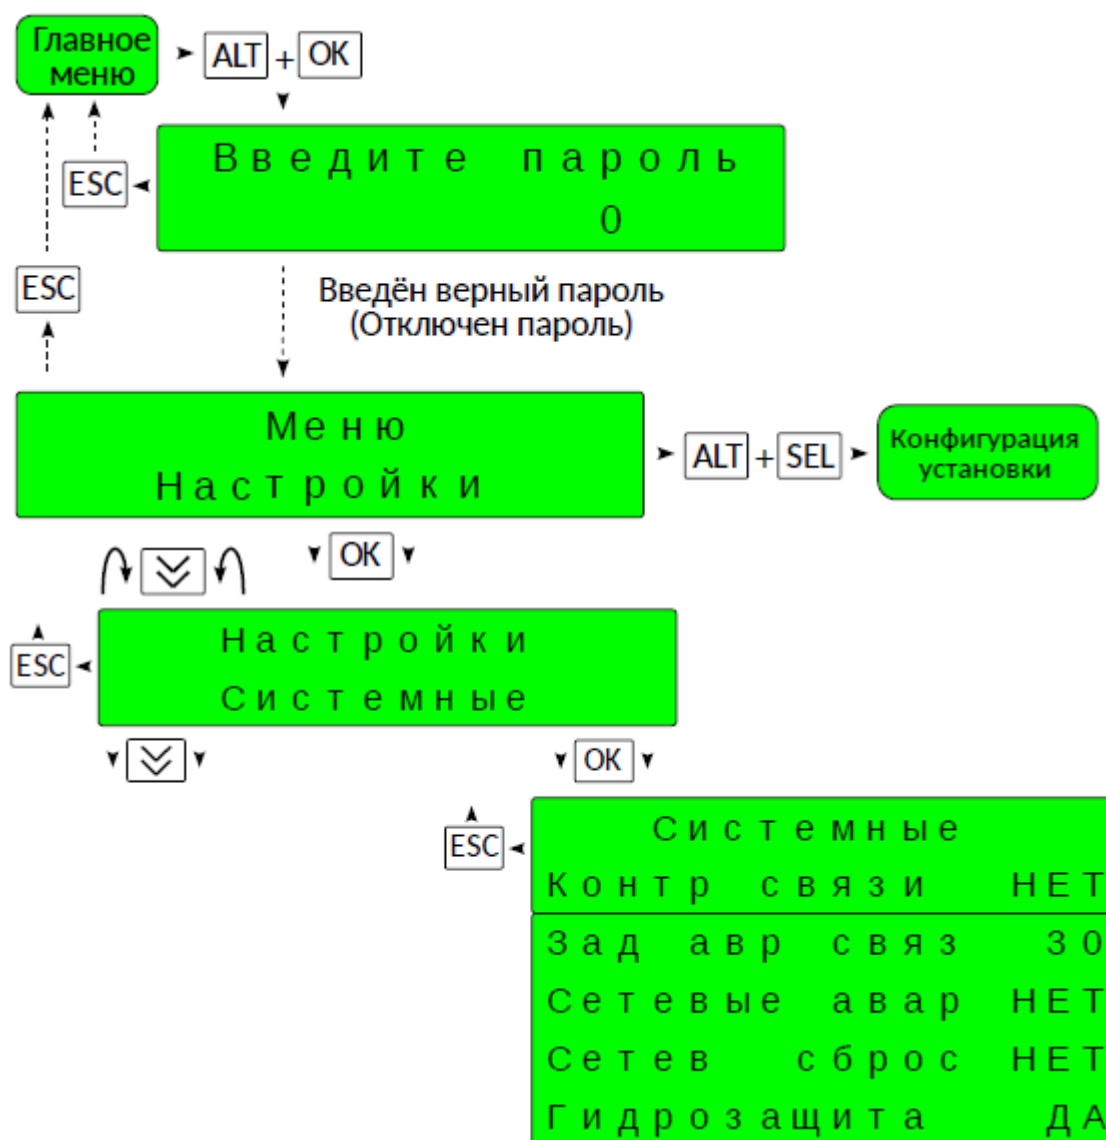 Главное
меню
ALT + OK
Введите пароль
0
ESC
ESC
Введён верный пароль
(Отключен пароль)
Меню
Настройки
ALT + SEL
Конфигурация
установки
OK
Настройки
Системные
ESC
OK
ESC
Системные
Контр связи НЕТ
Зад авр связ 30
Сетевые авар НЕТ
Сетев сброс НЕТ
Гидрозащита ДА